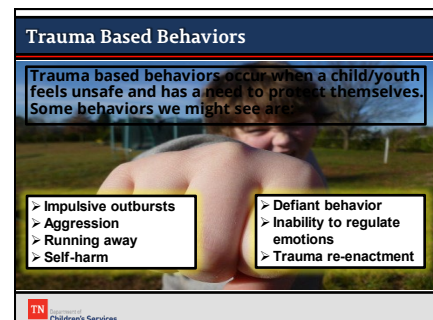 Trauma Based Behaviors
Trauma based behaviors occur when a child/youth
feels unsafe and has a need to protect themselves.
Some behaviors we might see are:
➢ Impulsive outbursts
➢ Aggression
➢ Running away
➢ Self-harm
➢ Defiant behavior
➢ Inability to regulate
emotions
➢ Trauma re-enactment
TN
Department of
Children's Services